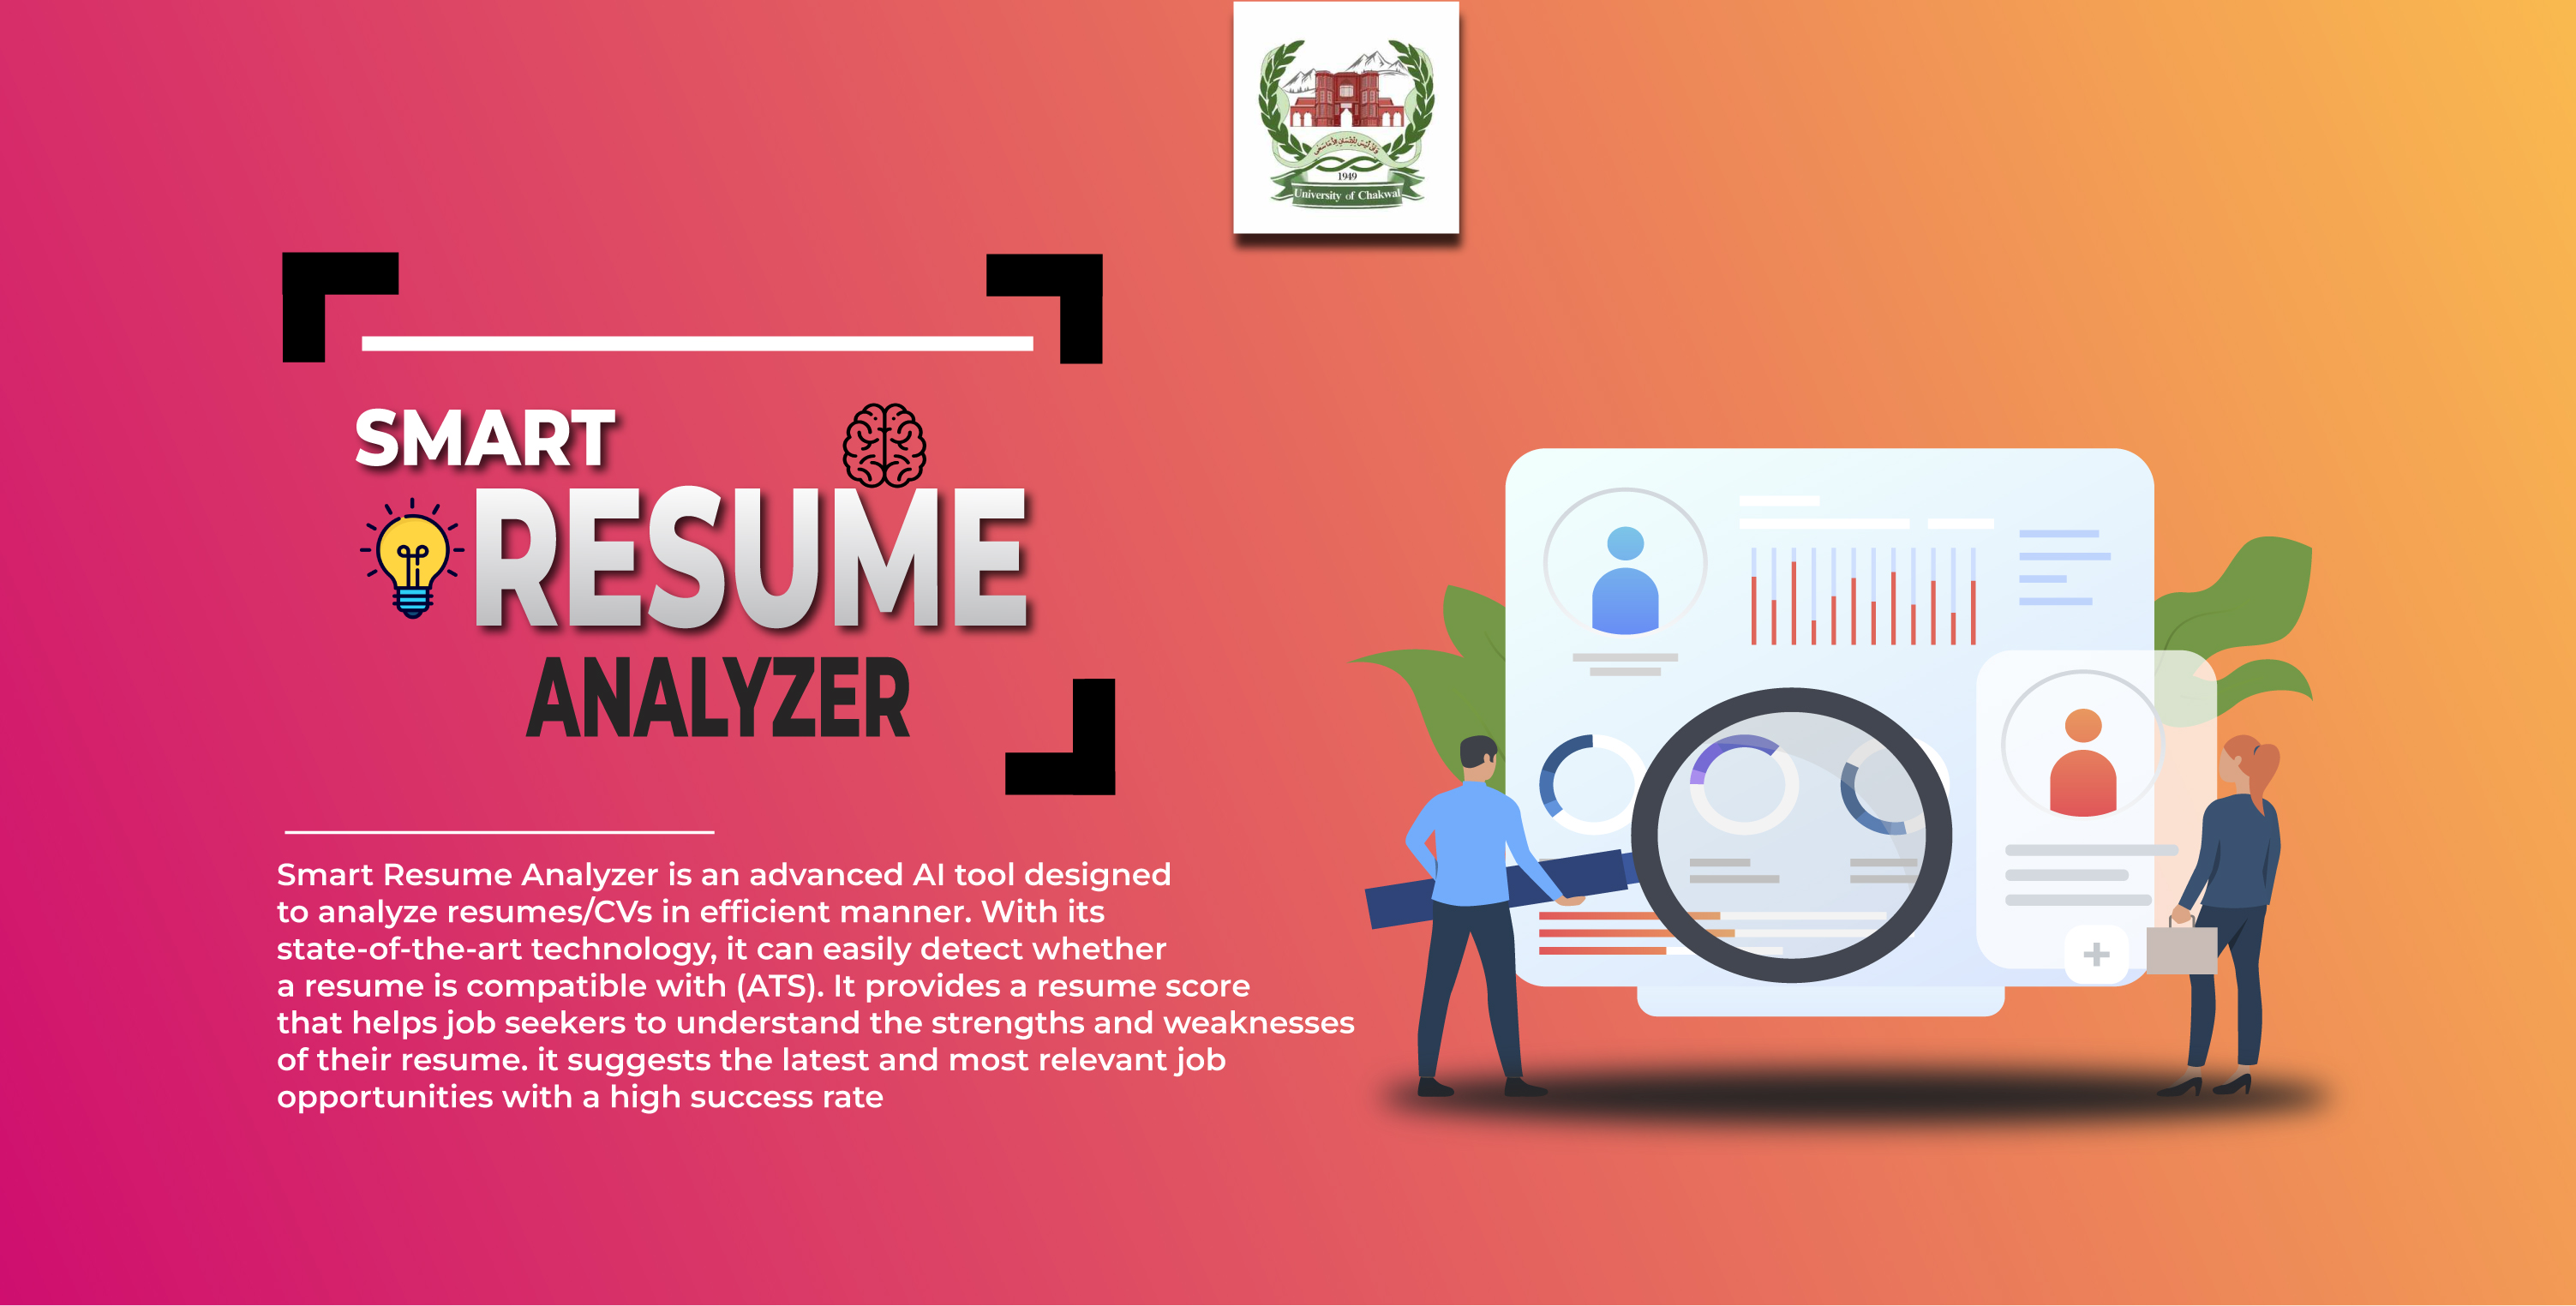 1949
University of Chakwal
SMART
RESUME
ANALYZER
Smart Resume Analyzer is an advanced AI tool designed
to analyze resumes/CVs in efficient manner. With its
state-of-the-art technology, it can easily detect whether
a resume is compatible with (ATS). It provides a resume score
that helps job seekers to understand the strengths and weaknesses
of their resume. it suggests the latest and most relevant job
opportunities with a high success rate